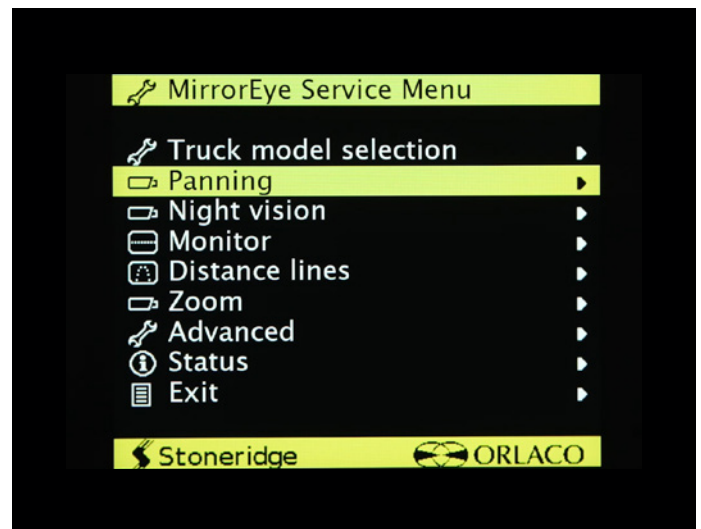 MirrorEye Service Menu
Truck model selection
Panning
Night vision
Monitor
Distance lines
Zoom
Advanced
Status
Exit
Stoneridge ORLACO